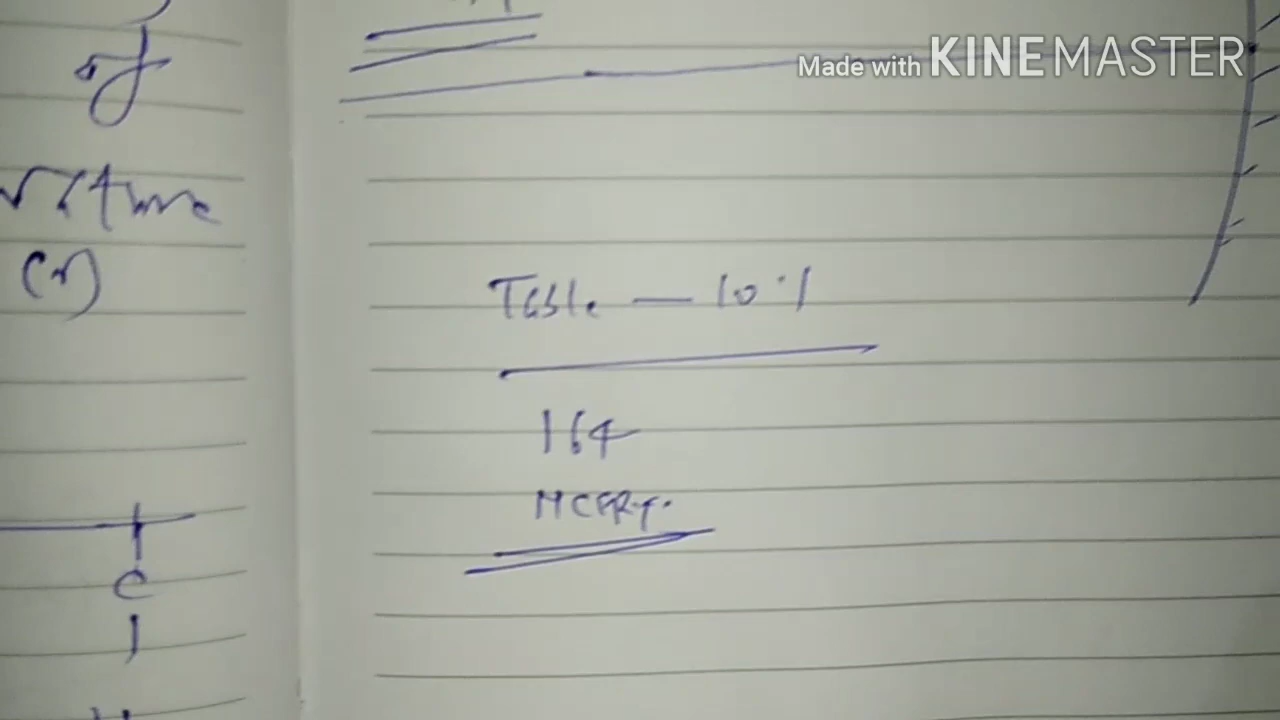 Made with KINEMASTER
of
(r)
C
Table — 10.1
164
NCERT.